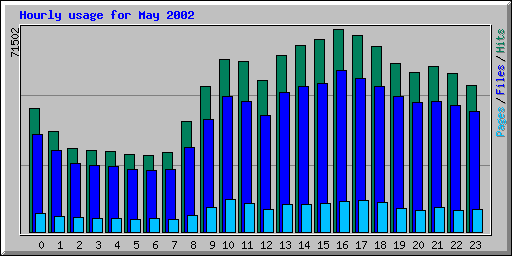 Hourly usage for May 2002
71502
Pages/Files/Hits
0 1 2 3 4 5 6 7 8 9 10 11 12 13 14 15 16 17 18 19 20 21 22 23